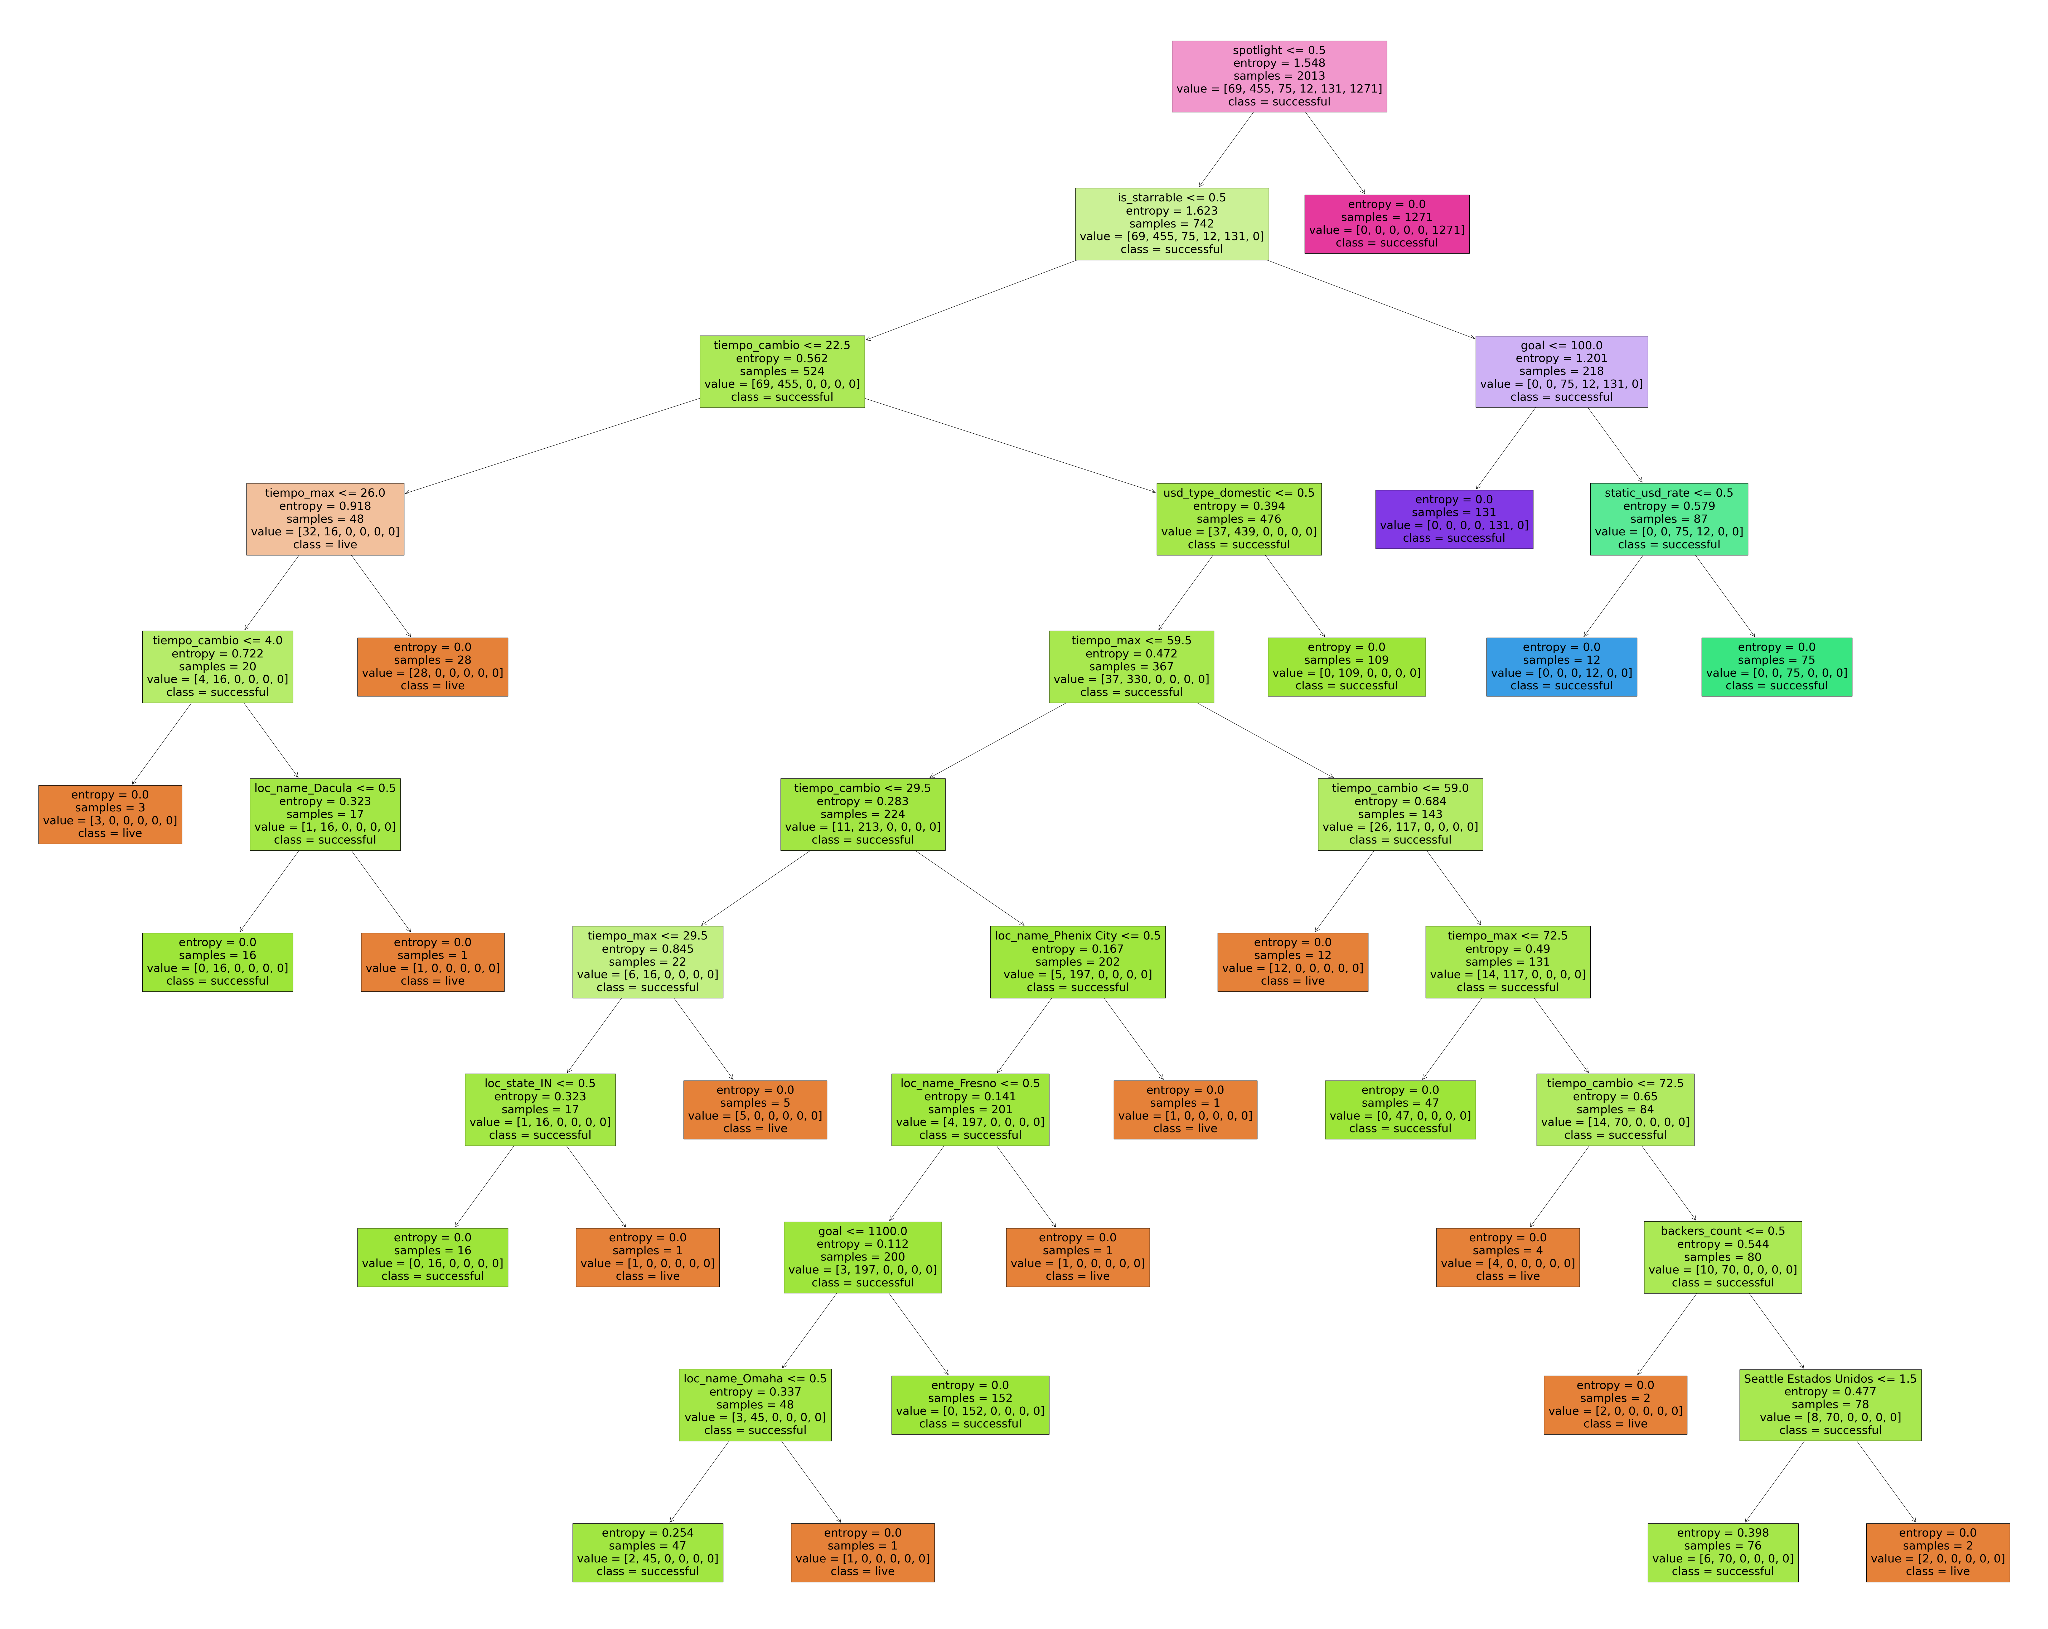 spotlight <= 0.5
entropy = 1.548
samples = 2013
value = [69, 455, 75, 12, 131, 1271]
class = successful
is_starrable <= 0.5
entropy = 1.623
samples = 742
value = [69, 455, 75, 12, 131, 0]
class = successful
entropy = 0.0
samples = 1271
value = [0, 0, 0, 0, 0, 1271]
class = successful
tiempo_cambio <= 22.5
entropy = 0.562
samples = 524
value = [69, 455, 0, 0, 0, 0]
class = successful
goal <= 100.0
entropy = 1.201
samples = 218
value = [0, 0, 75, 12, 131, 0]
class = successful
tiempo_max <= 26.0
entropy = 0.918
samples = 48
value = [32, 16, 0, 0, 0, 0]
class = live
usd_type_domestic <= 0.5
entropy = 0.394
samples = 476
value = [37, 439, 0, 0, 0, 0]
class = successful
entropy = 0.0
samples = 131
value = [0, 0, 0, 0, 131, 0]
class = successful
static_usd_rate <= 0.5
entropy = 0.579
samples = 87
value = [0, 0, 75, 12, 0, 0]
class = successful
tiempo_cambio <= 4.0
entropy = 0.722
samples = 20
value = [4, 16, 0, 0, 0, 0]
class = successful
entropy = 0.0
samples = 28
value = [28, 0, 0, 0, 0, 0]
class = live
tiempo_max <= 59.5
entropy = 0.472
samples = 367
value = [37, 330, 0, 0, 0, 0]
class = successful
entropy = 0.0
samples = 109
value = [0, 109, 0, 0, 0, 0]
class = successful
entropy = 0.0
samples = 12
value = [0, 0, 0, 12, 0, 0]
class = successful
entropy = 0.0
samples = 75
value = [0, 0, 75, 0, 0, 0]
class = successful
entropy = 0.0
samples = 3
value = [3, 0, 0, 0, 0, 0]
class = live
loc_name_Dacula <= 0.5
entropy = 0.323
samples = 17
value = [1, 16, 0, 0, 0, 0]
class = successful
tiempo_cambio <= 29.5
entropy = 0.283
samples = 224
value = [11, 213, 0, 0, 0, 0]
class = successful
tiempo_cambio <= 59.0
entropy = 0.684
samples = 143
value = [26, 117, 0, 0, 0, 0]
class = successful
entropy = 0.0
samples = 16
value = [0, 16, 0, 0, 0, 0]
class = successful
entropy = 0.0
samples = 1
value = [1, 0, 0, 0, 0, 0]
class = live
tiempo_max <= 29.5
entropy = 0.845
samples = 22
value = [6, 16, 0, 0, 0, 0]
class = successful
loc_name_Phenix City <= 0.5
entropy = 0.167
samples = 202
value = [5, 197, 0, 0, 0, 0]
class = successful
entropy = 0.0
samples = 12
value = [12, 0, 0, 0, 0, 0]
class = live
tiempo_max <= 72.5
entropy = 0.49
samples = 131
value = [14, 117, 0, 0, 0, 0]
class = successful
loc_state_IN <= 0.5
entropy = 0.323
samples = 17
value = [1, 16, 0, 0, 0, 0]
class = successful
entropy = 0.0
samples = 5
value = [5, 0, 0, 0, 0, 0]
class = live
loc_name_Fresno <= 0.5
entropy = 0.141
samples = 201
value = [4, 197, 0, 0, 0, 0]
class = successful
entropy = 0.0
samples = 1
value = [1, 0, 0, 0, 0, 0]
class = live
entropy = 0.0
samples = 47
value = [0, 47, 0, 0, 0, 0]
class = successful
tiempo_cambio <= 72.5
entropy = 0.65
samples = 84
value = [14, 70, 0, 0, 0, 0]
class = successful
entropy = 0.0
samples = 16
value = [0, 16, 0, 0, 0, 0]
class = successful
entropy = 0.0
samples = 1
value = [1, 0, 0, 0, 0, 0]
class = live
goal <= 1100.0
entropy = 0.112
samples = 200
value = [3, 197, 0, 0, 0, 0]
class = successful
entropy = 0.0
samples = 1
value = [1, 0, 0, 0, 0, 0]
class = live
entropy = 0.0
samples = 4
value = [4, 0, 0, 0, 0, 0]
class = live
backers_count <= 0.5
entropy = 0.544
samples = 80
value = [10, 70, 0, 0, 0, 0]
class = successful
loc_name_Omaha <= 0.5
entropy = 0.337
samples = 48
value = [3, 45, 0, 0, 0, 0]
class = successful
entropy = 0.0
samples = 152
value = [0, 152, 0, 0, 0, 0]
class = successful
entropy = 0.0
samples = 2
value = [2, 0, 0, 0, 0, 0]
class = live
Seattle Estados Unidos <= 1.5
entropy = 0.477
samples = 78
value = [8, 70, 0, 0, 0, 0]
class = successful
entropy = 0.254
samples = 47
value = [2, 45, 0, 0, 0, 0]
class = successful
entropy = 0.0
samples = 1
value = [1, 0, 0, 0, 0, 0]
class = live
entropy = 0.398
samples = 76
value = [6, 70, 0, 0, 0, 0]
class = successful
entropy = 0.0
samples = 2
value = [2, 0, 0, 0, 0, 0]
class = live